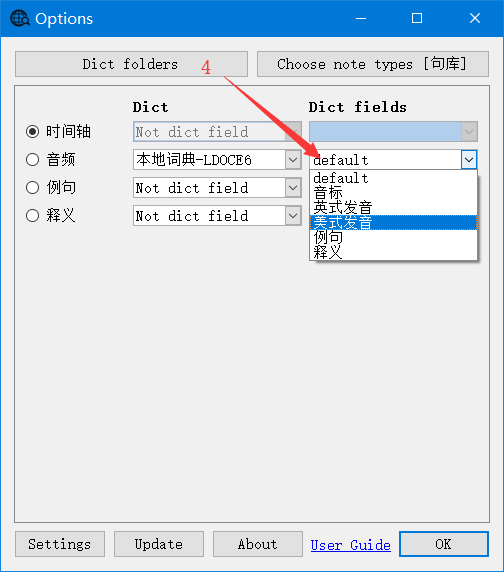 Options
Dict folders
Choose note types [句库]
4
Dict
Dict fields
时间轴
Not dict field
音频
本地词典-LDOCE6
default
例句
Not dict field
释义
Not dict field
default
音标
英式发音
美式发音
例句
释义
Settings
Update
About
User Guide
OK